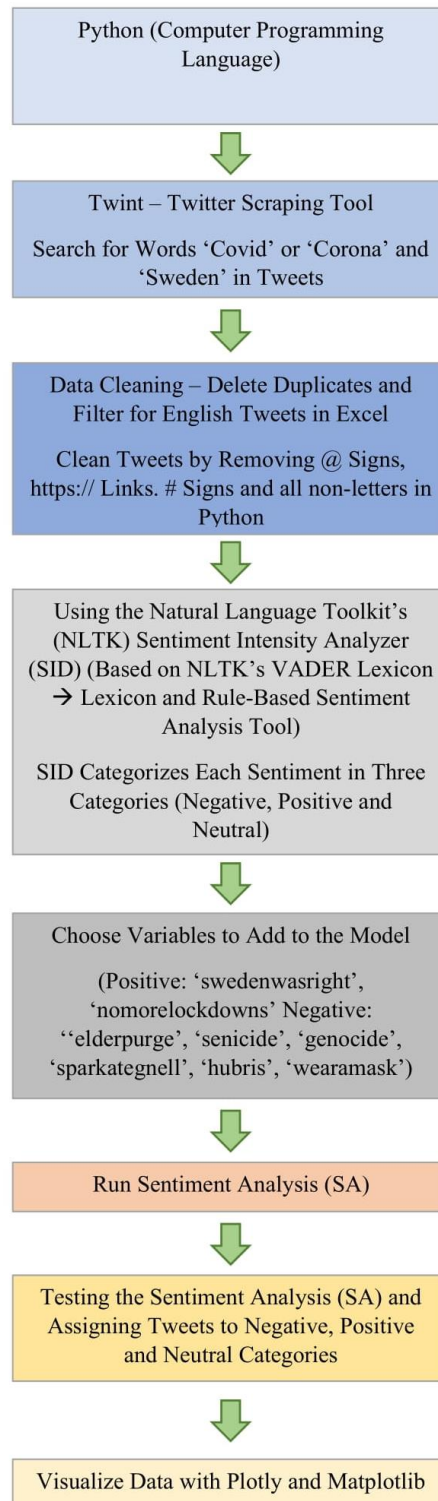 Python (Computer Programming
Language)
Twint – Twitter Scraping Tool
Search for Words ‘Covid’ or ‘Corona’ and
‘Sweden’ in Tweets
Data Cleaning – Delete Duplicates and
Filter for English Tweets in Excel
Clean Tweets by Removing @ Signs,
https:// Links. # Signs and all non-letters in
Python
Using the Natural Language Toolkit’s
(NLTK) Sentiment Intensity Analyzer
(SID) (Based on NLTK’s VADER Lexicon
→ Lexicon and Rule-Based Sentiment
Analysis Tool)
SID Categorizes Each Sentiment in Three
Categories (Negative, Positive and
Neutral)
Choose Variables to Add to the Model
(Positive: ‘swedenwasright’,
‘nomorelockdowns’ Negative:
‘‘elderpurge’, ‘senicide’, ‘genocide’,
‘sparkategnell’, ‘hubris’, ‘wearamask’)
Run Sentiment Analysis (SA)
Testing the Sentiment Analysis (SA) and
Assigning Tweets to Negative, Positive
and Neutral Categories
Visualize Data with Plotly and Matplotlib